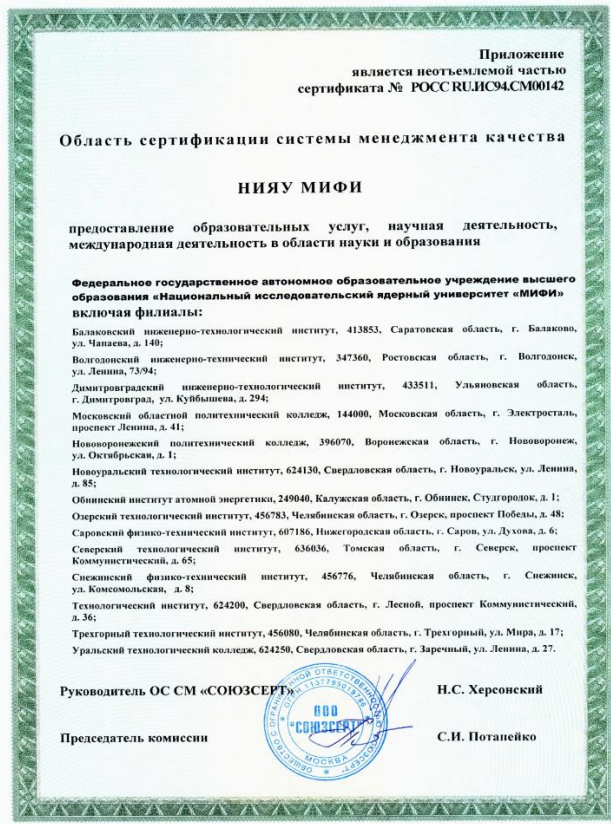 Приложение
является неотъемлемой частью
сертификата № РОСС RU.ИС94.СМ00142
Область сертификации системы менеджмента качества
НИЯУ МИФИ
предоставление образовательных услуг, научная деятельность,
международная деятельность в области науки и образования
Федеральное государственное автономное образовательное учреждение высшего
образования «Национальный исследовательский ядерный университет «МИФИ»
включая филиалы:
Балаковский инженерно-технологический институт, 413853, Саратовская область, г. Балаково,
ул. Чапаева, д. 140;
Волгодонский инженерно-технический институт, 347360, Ростовская область, г. Волгодонск,
ул. Ленина, 73/94;
Димитровградский инженерно-технологический институт, 433511, Ульяновская область,
г. Димитровград, ул. Куйбышева, д. 294;
Московский областной политехнический колледж, 144000, Московская область, г. Электросталь,
проспект Ленина, д. 41;
Нововоронежский политехнический колледж, 396070, Воронежская область, г. Нововоронеж,
ул. Октябрьская, д. 1;
Новоуральский технологический институт, 624130, Свердловская область, г. Новоуральск, ул. Ленина,
д. 85;
Обнинский институт атомной энергетики, 249040, Калужская область, г. Обнинск, Студгородок, д. 1;
Озерский технологический институт, 456783, Челябинская область, г. Озерск, проспект Победы, д. 48;
Саровский физико-технический институт, 607186, Нижегородская область, г. Саров, ул. Духова, д. 6;
Северский технологический институт, 636036, Томская область, г. Северск, проспект
Коммунистический, д. 65;
Снежинский физико-технический институт, 456776, Челябинская область, г. Снежинск,
ул. Комсомольская, д. 8;
Технологический институт, 624200, Свердловская область, г. Лесной, проспект Коммунистический,
д. 36;
Трехгорный технологический институт, 456080, Челябинская область, г. Трехгорный, ул. Мира, д. 17;
Уральский технологический колледж, 624250, Свердловская область, г. Заречный, ул. Ленина, д. 27.
Руководитель ОС СМ «СОЮЗСЕРТ»
Н.С. Херсонский
ОБЩЕСТВО С ОГРАНИЧЕННОЙ ОТВЕТСТВЕННОСТЬЮ "СОЮЗСЕРТ"
ООО
"СОЮЗСЕРТ"
МОСКВА
Председатель комиссии
С.И. Потапейко